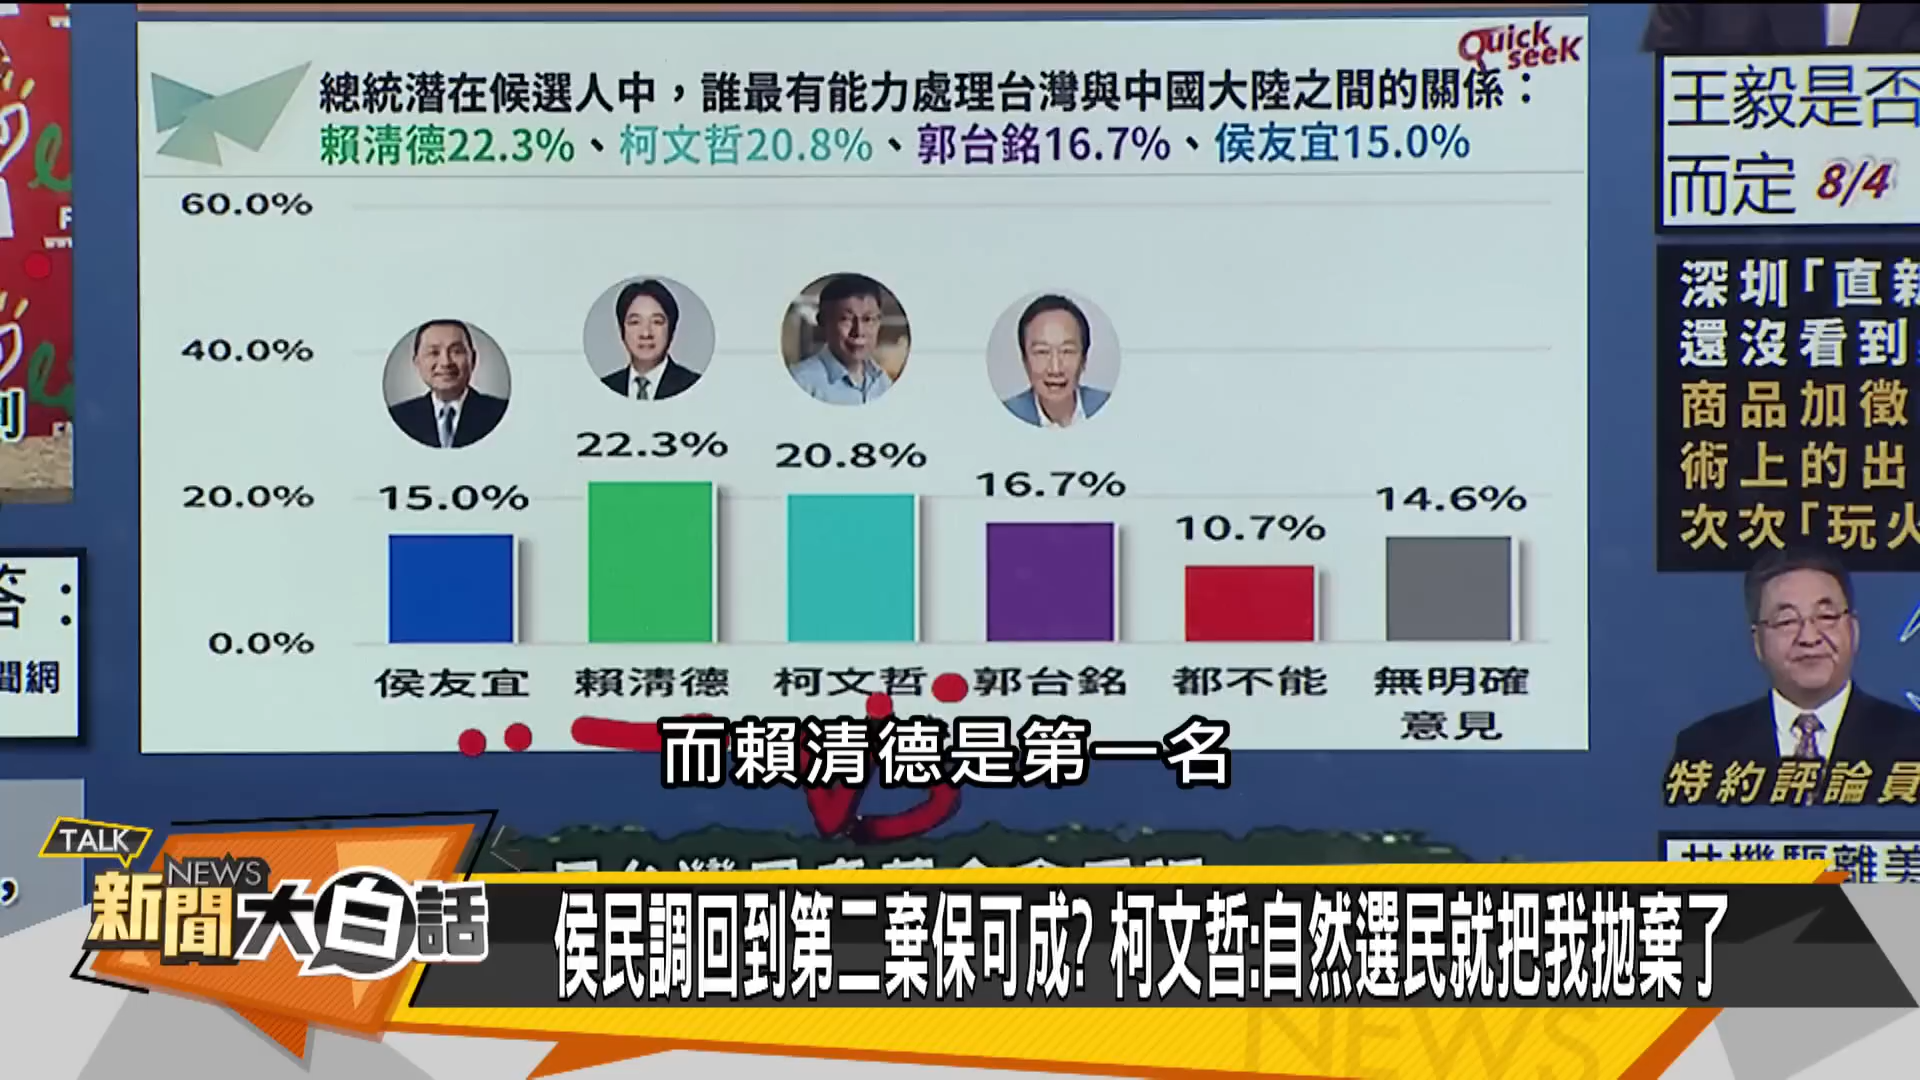 Quick
seeK
總統潛在候選人中，誰最有能力處理台灣與中國大陸之間的關係：
賴清德22.3%、柯文哲20.8%、郭台銘16.7%、侯友宜15.0%
60.0%
40.0%
20.0%
0.0%
15.0%
22.3%
20.8%
16.7%
10.7%
14.6%
侯友宜
賴清德
柯文哲
郭台銘
都不能
無明確
意見
王毅是否
而定 8/4
深圳「直新
還沒看到
商品加徵
術上的出
次次「玩火
特約評論員
答：
聞網
而賴清德是第一名
TALK
NEWS
新聞大白話
侯民調回到第二棄保可成? 柯文哲:自然選民就把我拋棄了
NEWS